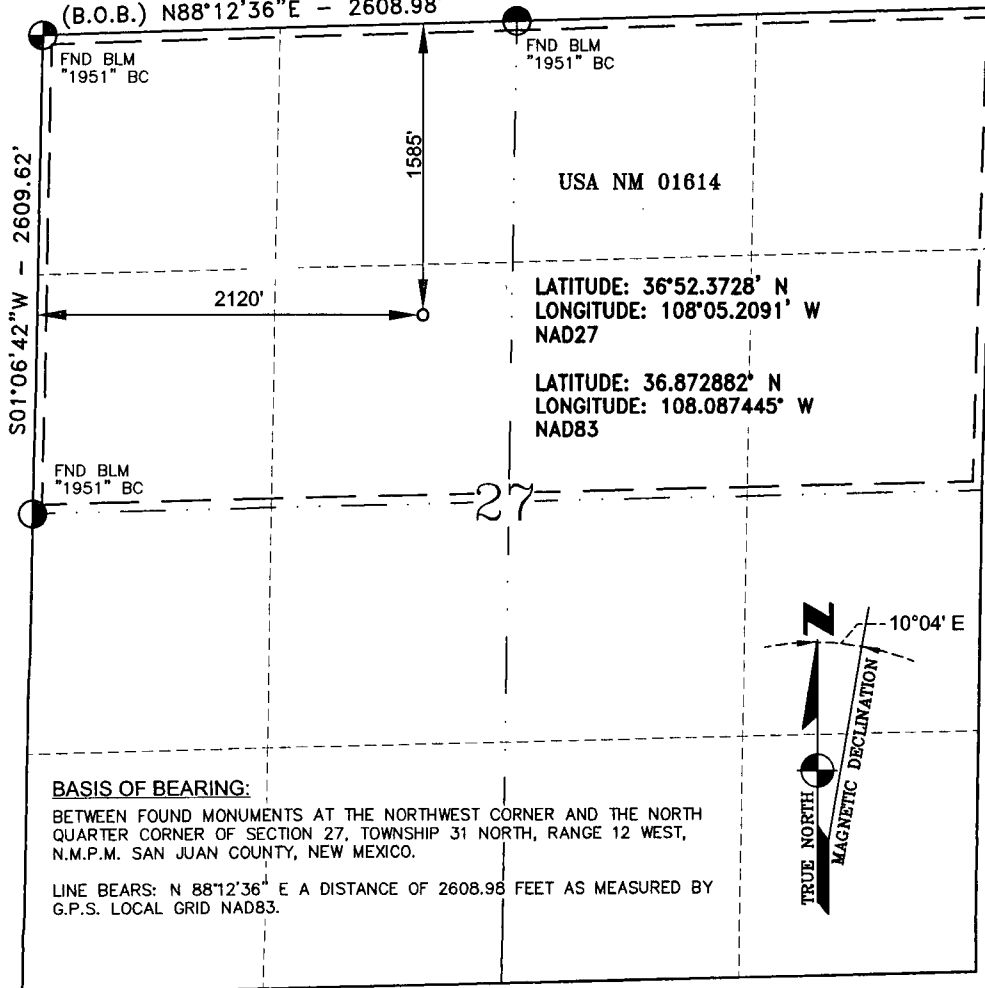 (B.O.B.) N88°12'36"E - 2608.98'
FND BLM
"1951" BC
FND BLM
"1951" BC
1585'
S01°06'42"W - 2609.62'
USA NM 01614
2120'
LATITUDE: 36°52.3728' N
LONGITUDE: 108°05.2091' W
NAD27
LATITUDE: 36.872882° N
LONGITUDE: 108.087445° W
NAD83
FND BLM
"1951" BC
27
N
10°04' E
TRUE NORTH
MAGNETIC DECLINATION
BASIS OF BEARING:
BETWEEN FOUND MONUMENTS AT THE NORTHWEST CORNER AND THE NORTH
QUARTER CORNER OF SECTION 27, TOWNSHIP 31 NORTH, RANGE 12 WEST,
N.M.P.M. SAN JUAN COUNTY, NEW MEXICO.
LINE BEARS: N 88°12'36" E A DISTANCE OF 2608.98 FEET AS MEASURED BY
G.P.S. LOCAL GRID NAD83.